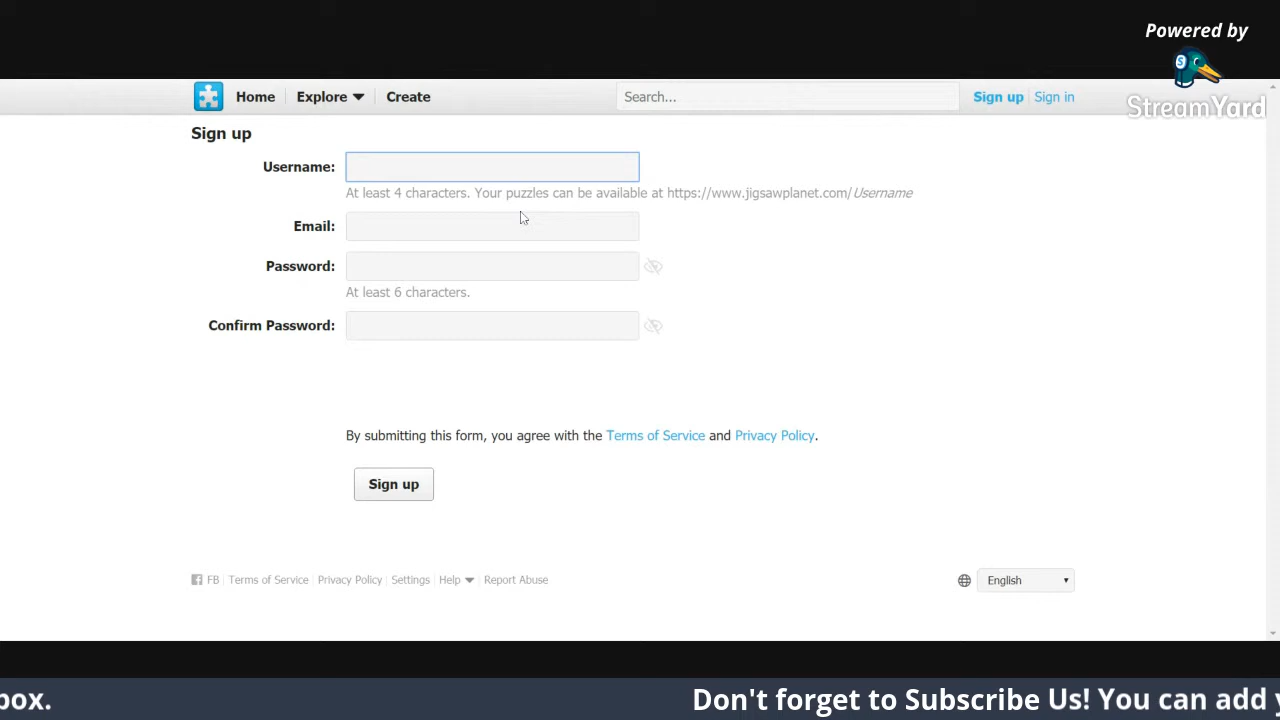 Powered by
StreamYard
Home Explore Create Search... Sign up Sign in
Sign up
Username:
At least 4 characters. Your puzzles can be available at https://www.jigsawplanet.com/Username
Email:
Password:
At least 6 characters.
Confirm Password:
By submitting this form, you agree with the Terms of Service and Privacy Policy.
Sign up
FB Terms of Service Privacy Policy Settings Help Report Abuse English
box. Don't forget to Subscribe Us! You can add